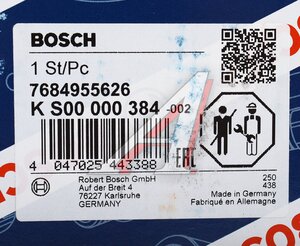 BOSCH
1 St/Pc
7684955626
K S00 000 384 -002
4 047025 443388
EAC
Robert Bosch GmbH
Auf der Breit 4
76227 Karlsruhe
GERMANY
250
438
Made in Germany
Fabriqué en Allemagne